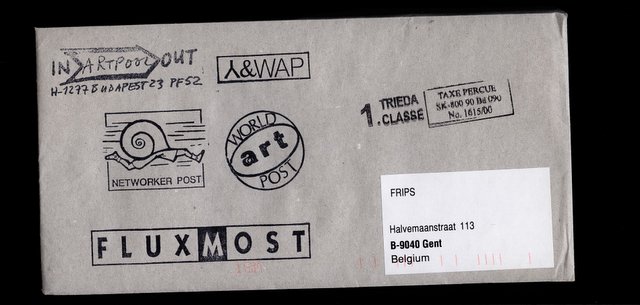 IN ARTPOOL OUT
H-1277 BUDAPEST 23 PF 52
Y&WAP
NETWORKER POST
WORLD
art
POST
1. TRIEDA
CLASSE
TAXE PERCUE
SK-800 90 Ba 090
No. 1615/00
FRIPS
Halvemaanstraat 113
B-9040 Gent
Belgium
FLUXMOST